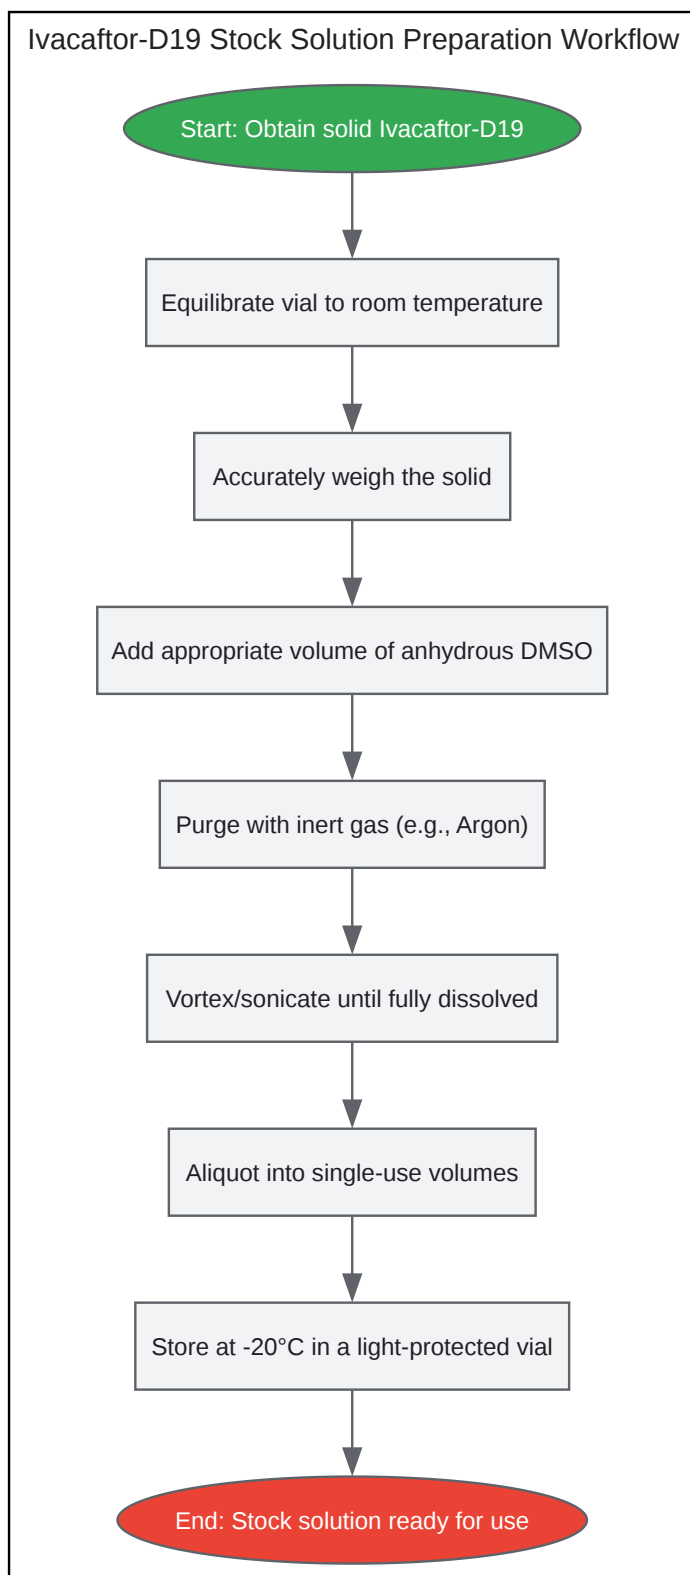 Ivacaftor-D19 Stock Solution Preparation Workflow
Start: Obtain solid Ivacaftor-D19
Equilibrate vial to room temperature
Accurately weigh the solid
Add appropriate volume of anhydrous DMSO
Purge with inert gas (e.g., Argon)
Vortex/sonicate until fully dissolved
Aliquot into single-use volumes
Store at -20°C in a light-protected vial
End: Stock solution ready for use